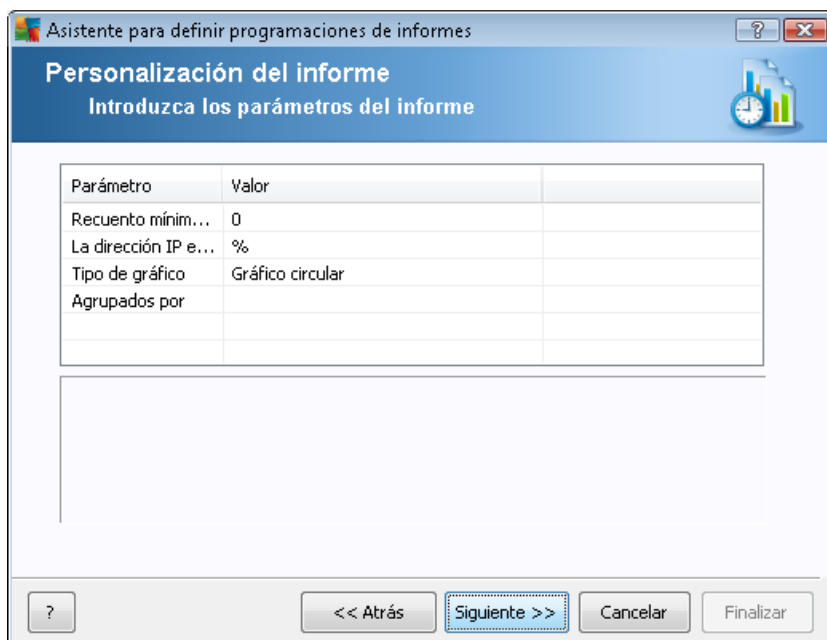 Asistente para definir programaciones de informes
Personalización del informe
Introduzca los parámetros del informe
Parámetro Valor
Recuento mínim... 0
La dirección IP e... %
Tipo de gráfico Gráfico circular
Agrupados por
? << Atrás Siguiente >> Cancelar Finalizar